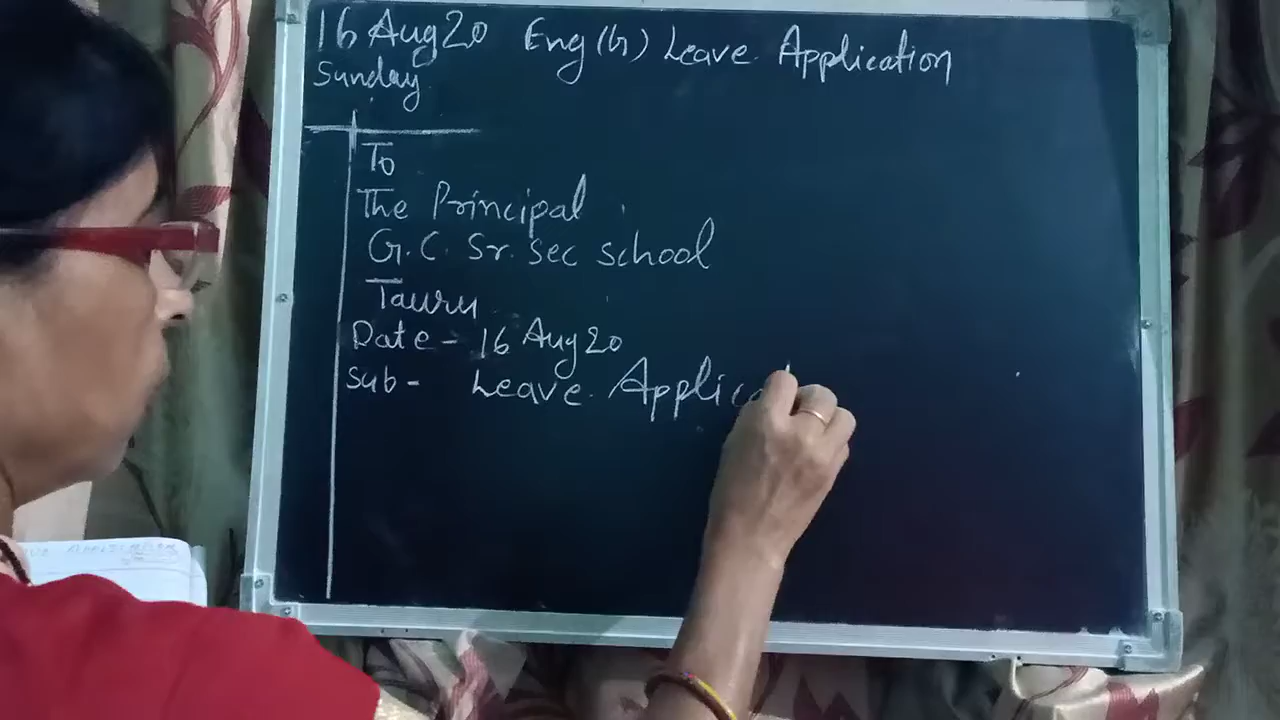 16 Aug 20 Eng (G) Leave Application
Sunday
To
The Principal
G.C. Sr. Sec School
Tauru
Date - 16 Aug 20
Sub - Leave Applica
APPLICATION